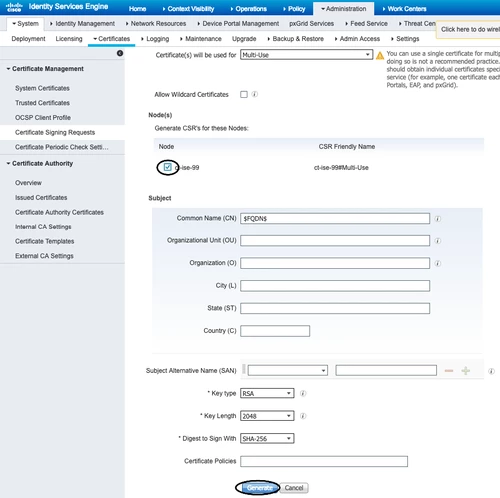 CISCO Identity Services Engine Home Context Visibility Operations Policy Administration Work Centers
System Identity Management Network Resources Device Portal Management pxGrid Services Feed Service Threat Cen
Click here to do wirel
Deployment Licensing Certificates Logging Maintenance Upgrade Backup & Restore Admin Access Settings
Certificate Management
System Certificates
Trusted Certificates
OCSP Client Profile
Certificate Signing Requests
Certificate Periodic Check Setti...
Certificate Authority
Overview
Issued Certificates
Certificate Authority Certificates
Internal CA Settings
Certificate Templates
External CA Settings
Certificate(s) will be used for Multi-Use
You can use a single certificate for multip
doing so is not a recommended practice.
should obtain individual certificates speci
service (for example, one certificate each
Portals, EAP, and pxGrid).
Allow Wildcard Certificates
Node(s)
Generate CSR's for these Nodes:
Node CSR Friendly Name
ct-ise-99 ct-ise-99#Multi-Use
Subject
Common Name (CN) $FQDN$
Organizational Unit (OU)
Organization (O)
City (L)
State (ST)
Country (C)
Subject Alternative Name (SAN)
* Key type RSA
* Key Length 2048
* Digest to Sign With SHA-256
Certificate Policies
Generate Cancel